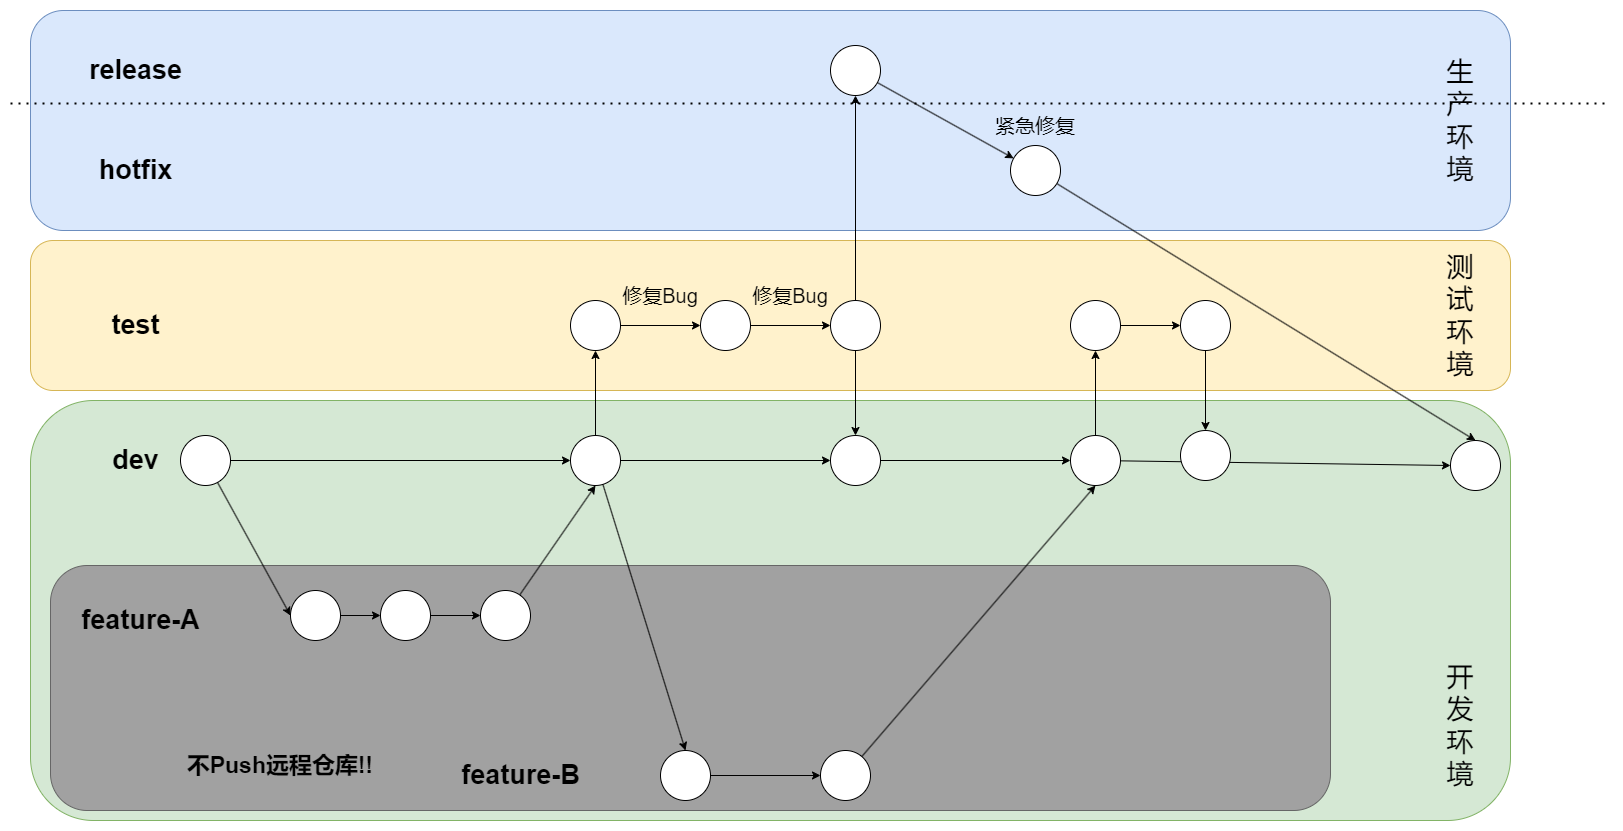 release
生产环境
紧急修复
hotfix
测试环境
修复Bug
修复Bug
test
dev
feature-A
开发环境
不Push远程仓库!!
feature-B